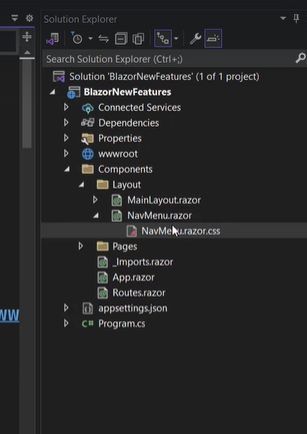 Solution Explorer
Search Solution Explorer (Ctrl+;)
Solution 'BlazorNewFeatures' (1 of 1 project)
BlazorNewFeatures
Connected Services
Dependencies
Properties
wwwroot
Components
Layout
MainLayout.razor
NavMenu.razor
NavMenu.razor.css
Pages
_Imports.razor
App.razor
Routes.razor
ww
appsettings.json
C# Program.cs